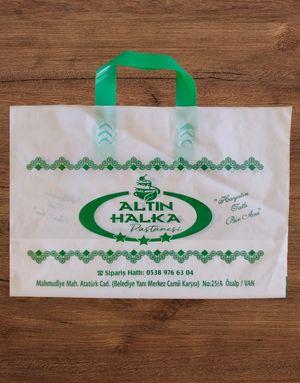 ALTIN
HALKA
Pastanesi
"Hayatın
Tatlı
Bir Anı"
☎ Sipariş Hattı: 0538 976 63 04
Mahmudiye Mah. Atatürk Cad. (Belediye Yanı Merkez Camii Karşısı) No:25/A Özalp / VAN